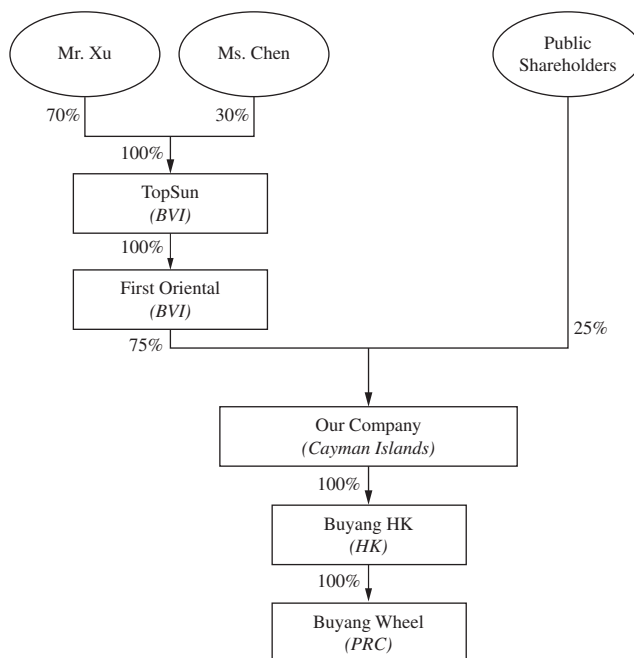 Mr. Xu
Ms. Chen
Public
Shareholders
70%
30%
100%
TopSun
(BVI)
100%
First Oriental
(BVI)
75%
25%
Our Company
(Cayman Islands)
100%
Buyang HK
(HK)
100%
Buyang Wheel
(PRC)